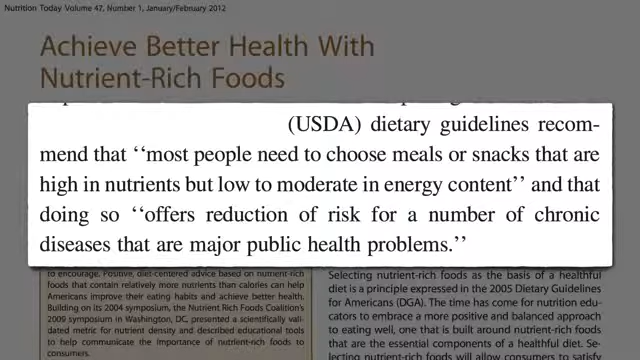 Nutrition Today Volume 47, Number 1, January/February 2012
Achieve Better Health With
Nutrient-Rich Foods
(USDA) dietary guidelines recom-
mend that ‘‘most people need to choose meals or snacks that are
high in nutrients but low to moderate in energy content’’ and that
doing so ‘‘offers reduction of risk for a number of chronic
diseases that are major public health problems.’’
to encourage. Positive, diet-centered advice based on nutrient-rich
foods that contain relatively more nutrients than calories can help
Americans improve their eating habits and achieve better health.
Building on its 2004 symposium, the Nutrient Rich Foods Coalition’s
2009 symposium in Washington, DC, presented a scientifically vali-
dated metric for nutrient density and described educational tools
to help communicate the importance of nutrient-rich foods to
consumers.
Selecting nutrient-rich foods as the basis of a healthful
diet is a principle expressed in the 2005 Dietary Guidelines
for Americans (DGA). The time has come for nutrition edu-
cators to embrace a more positive and balanced approach
to eating well, one that is built around nutrient-rich foods
that are the essential components of a healthful diet. Se-
lecting nutrient-rich foods will allow consumers to satisfy